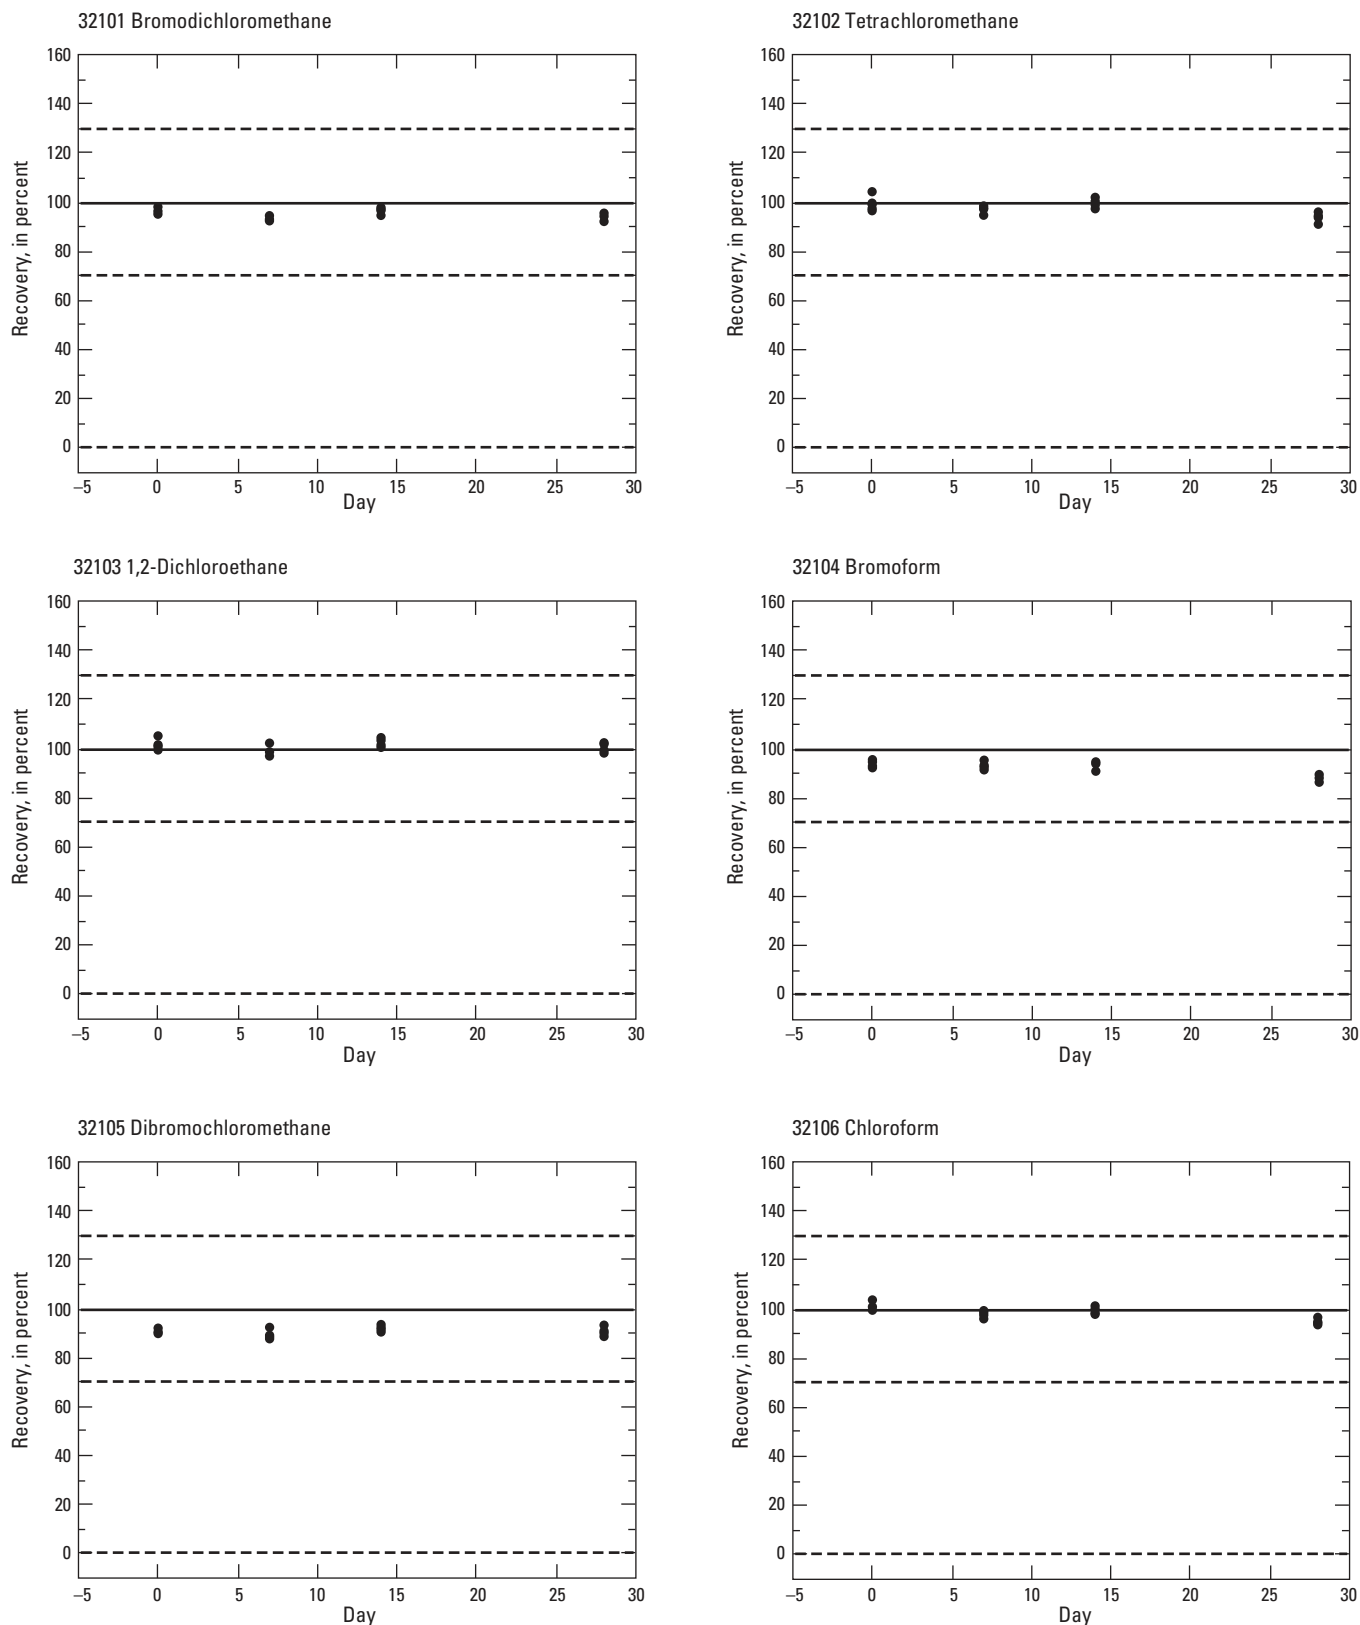 32101 Bromodichloromethane
160
140
120
100
80
60
40
20
0
Recovery, in percent
–5 0 5 10 15 20 25 30
Day
32102 Tetrachloromethane
160
140
120
100
80
60
40
20
0
Recovery, in percent
–5 0 5 10 15 20 25 30
Day
32103 1,2-Dichloroethane
160
140
120
100
80
60
40
20
0
Recovery, in percent
–5 0 5 10 15 20 25 30
Day
32104 Bromoform
160
140
120
100
80
60
40
20
0
Recovery, in percent
–5 0 5 10 15 20 25 30
Day
32105 Dibromochloromethane
160
140
120
100
80
60
40
20
0
Recovery, in percent
–5 0 5 10 15 20 25 30
Day
32106 Chloroform
160
140
120
100
80
60
40
20
0
Recovery, in percent
–5 0 5 10 15 20 25 30
Day